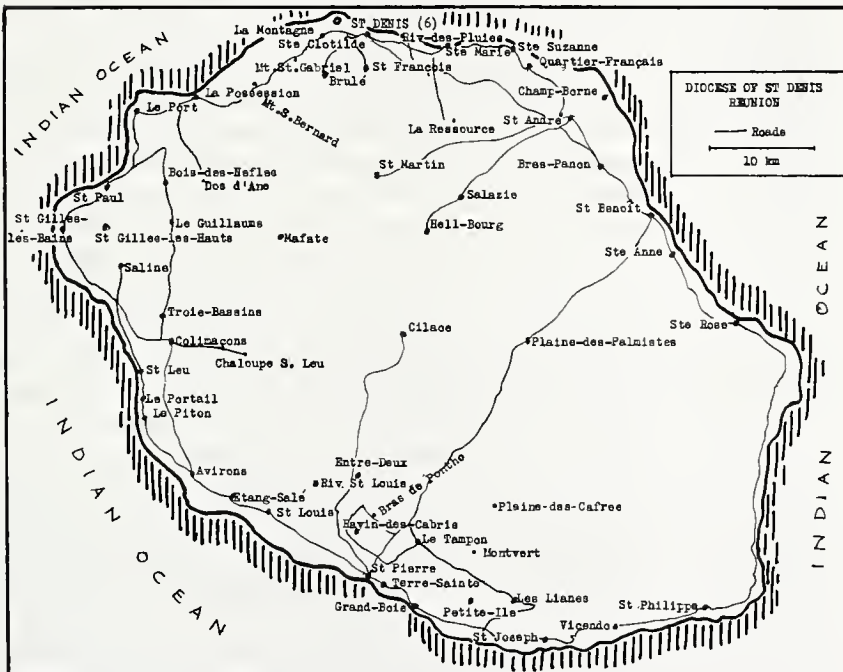 ST DENIS (6)
La Montagne
Ste Clotilde
Riv-des-Pluies
Ste Marie
Ste Suzanne
Quartier-Français
Mt.St.Gabriel
Brulé
St François
La Possession
Mt.S.Bernard
Champ-Borne
DIOCESE OF ST DENIS
REUNION
Roads
10 km
INDIAN OCEAN
Le Port
La Ressource
St André
St Martin
Bras-Panon
Bois-des-Nefles
Dos d'Ane
St Paul
Salazie
St Benoît
St Gilles-
lès-Bains
Le Guillaume
St Gilles-les-Hauts
Mafate
Hell-Bourg
Ste Anne
Saline
INDIAN OCEAN
Trois-Bassins
Cilaos
Ste Rose
Colimaçons
Plaine-des-Palmistes
Chaloupe S. Leu
St Leu
Le Portail
Le Piton
INDIAN OCEAN
Avirons
Entre-Deux
Riv. St Louis
Bras de Pontho
Etang-Salé
St Louis
Plaine-des-Cafres
Ravin-des-Cabris
Le Tampon
Montvert
St Pierre
Terre-Sainte
Les Lianes
Grand-Bois
Petite-Ile
St Philippe
Vicendo
St Joseph